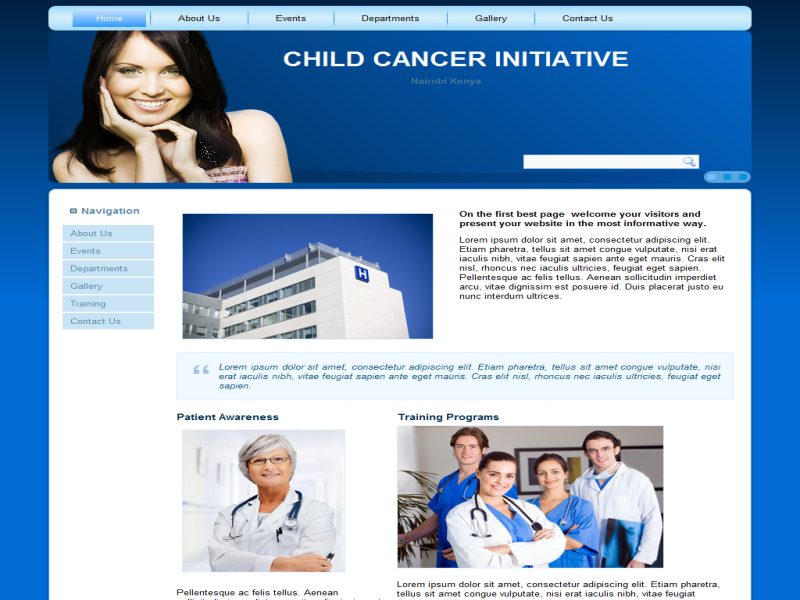 Home About Us Events Departments Gallery Contact Us
CHILD CANCER INITIATIVE
Nairobi Kenya
Navigation
About Us
Events
Departments
Gallery
Training
Contact Us
H
On the first best page welcome your visitors and
present your website in the most informative way.
Lorem ipsum dolor sit amet, consectetur adipiscing elit.
Etiam pharetra, tellus sit amet congue vulputate, nisi erat
iaculis nibh, vitae feugiat sapien ante eget mauris. Cras elit
nisl, rhoncus nec iaculis ultricies, feugiat eget sapien.
Pellentesque ac felis tellus. Aenean sollicitudin imperdiet
arcu, vitae dignissim est posuere id. Duis placerat justo eu
nunc interdum ultrices.
“ Lorem ipsum dolor sit amet, consectetur adipiscing elit. Etiam pharetra, tellus sit amet congue vulputate, nisi
erat iaculis nibh, vitae feugiat sapien ante eget mauris. Cras elit nisl, rhoncus nec iaculis ultricies, feugiat eget
sapien.
Patient Awareness
Pellentesque ac felis tellus. Aenean
Training Programs
Lorem ipsum dolor sit amet, consectetur adipiscing elit. Etiam pharetra,
tellus sit amet congue vulputate, nisi erat iaculis nibh, vitae feugiat